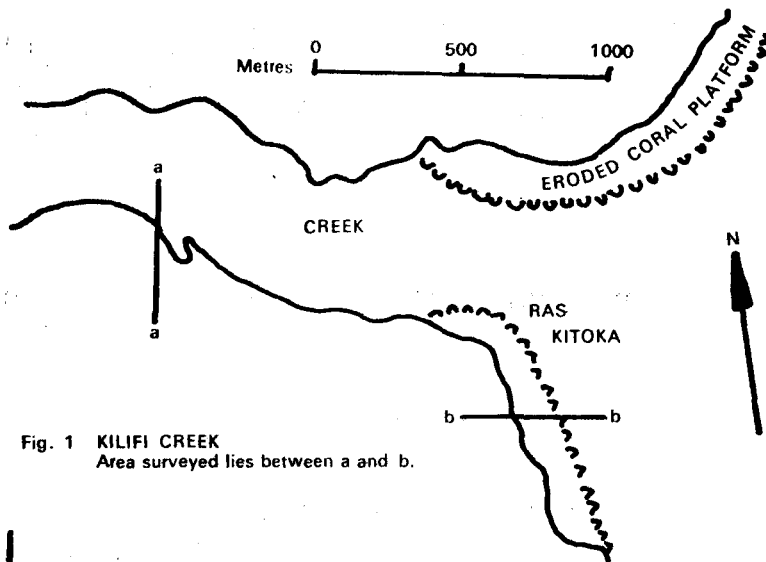 0 500 1000
Metres
ERODED CORAL PLATFORM
a
CREEK
N
RAS
KITOKA
a
b b
Fig. 1 KILIFI CREEK
Area surveyed lies between a and b.